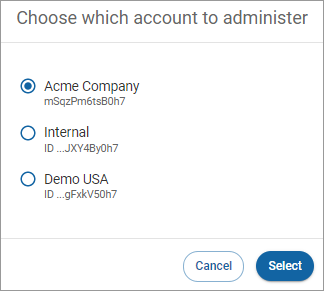 Choose which account to administer
Acme Company
mSqzPm6tsB0h7
Internal
ID ...JXY4By0h7
Demo USA
ID ...gFxkV50h7
Cancel
Select